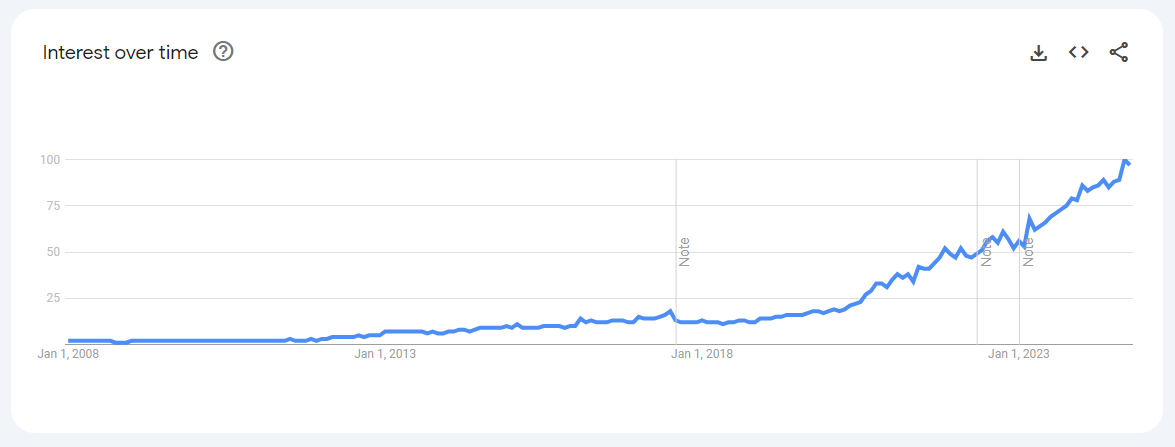 Interest over time
100
75
50
25
Note
Note
Note
Jan 1, 2008
Jan 1, 2013
Jan 1, 2018
Jan 1, 2023